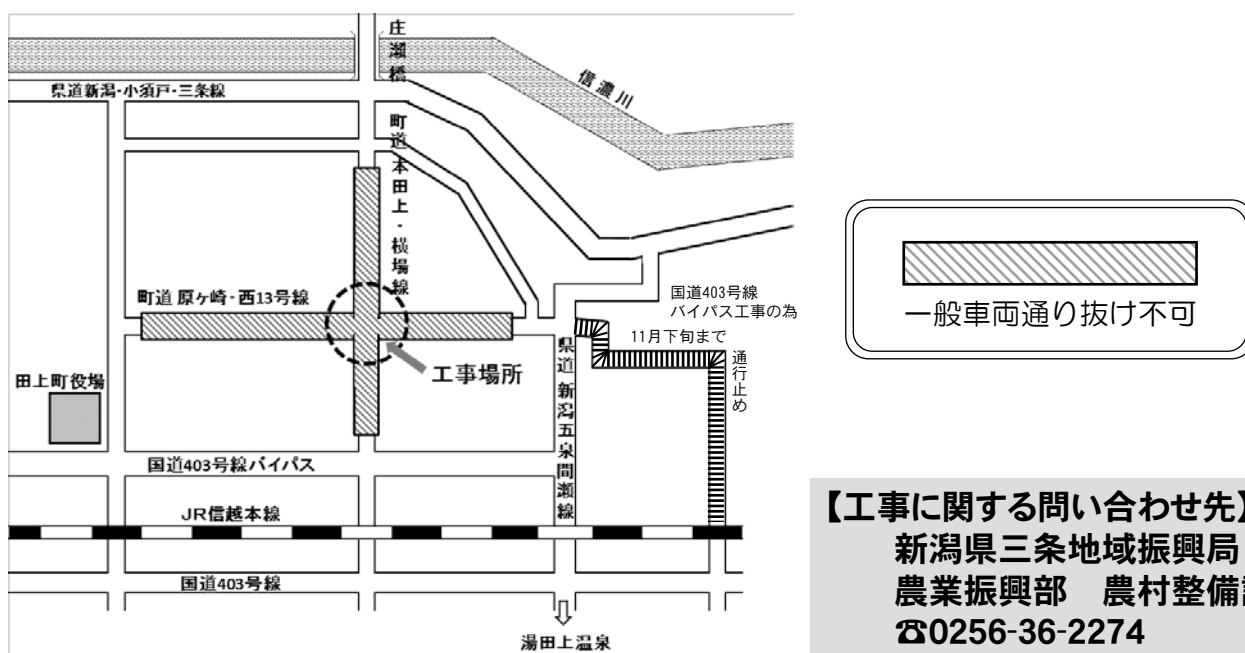 庄瀬橋
信濃川
県道新潟・小須戸・三条線
町道 本田上・横場線
町道 原ヶ崎・西13号線
国道403号線
バイパス工事の為
11月下旬まで
通行止め
工事場所
県道 新潟五泉間瀬線
田上町役場
国道403号線バイパス
JR信越本線
国道403号線
湯田上温泉
一般車両通り抜け不可
【工事に関する問い合わせ先】
新潟県三条地域振興局
農業振興部 農村整備
☎0256-36-2274